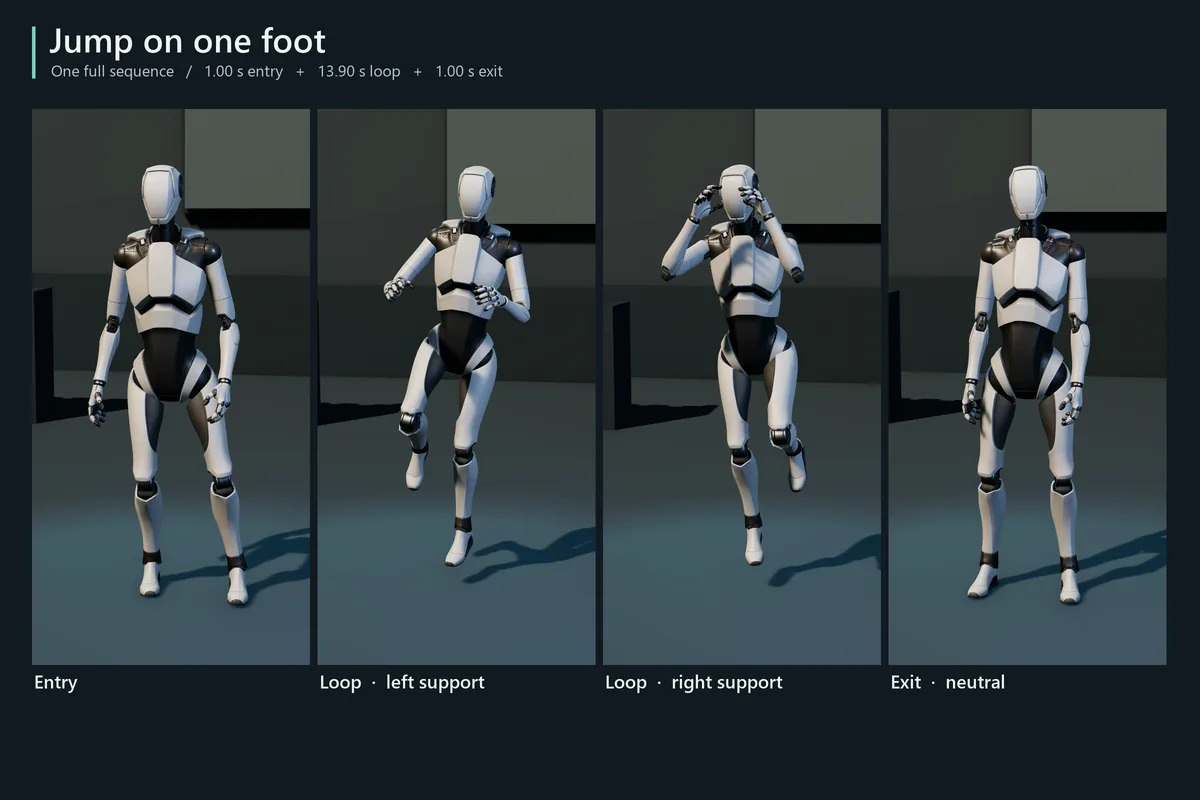 Jump on one foot
One full sequence / 1.00 s entry + 13.90 s loop + 1.00 s exit
Entry
Loop · left support
Loop · right support
Exit · neutral